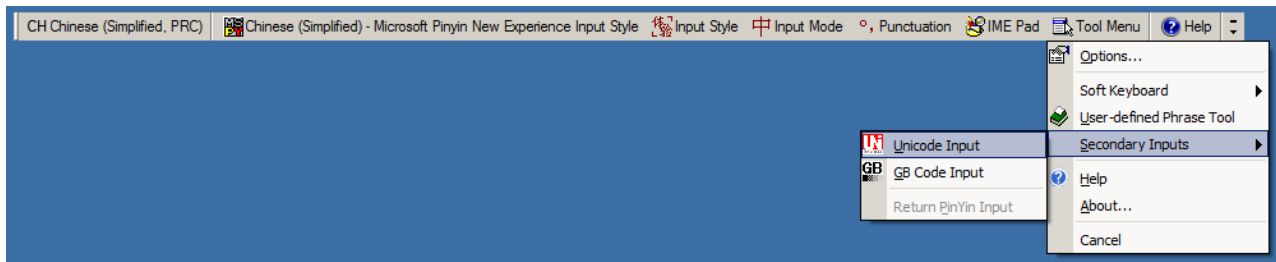 CH Chinese (Simplified, PRC) Chinese (Simplified) - Microsoft Pinyin New Experience Input Style Input Style 中 Input Mode °, Punctuation IME Pad Tool Menu Help
Options...
Soft Keyboard
User-defined Phrase Tool
Secondary Inputs
Help
About...
Cancel
Unicode Input
GB GB Code Input
Return PinYin Input